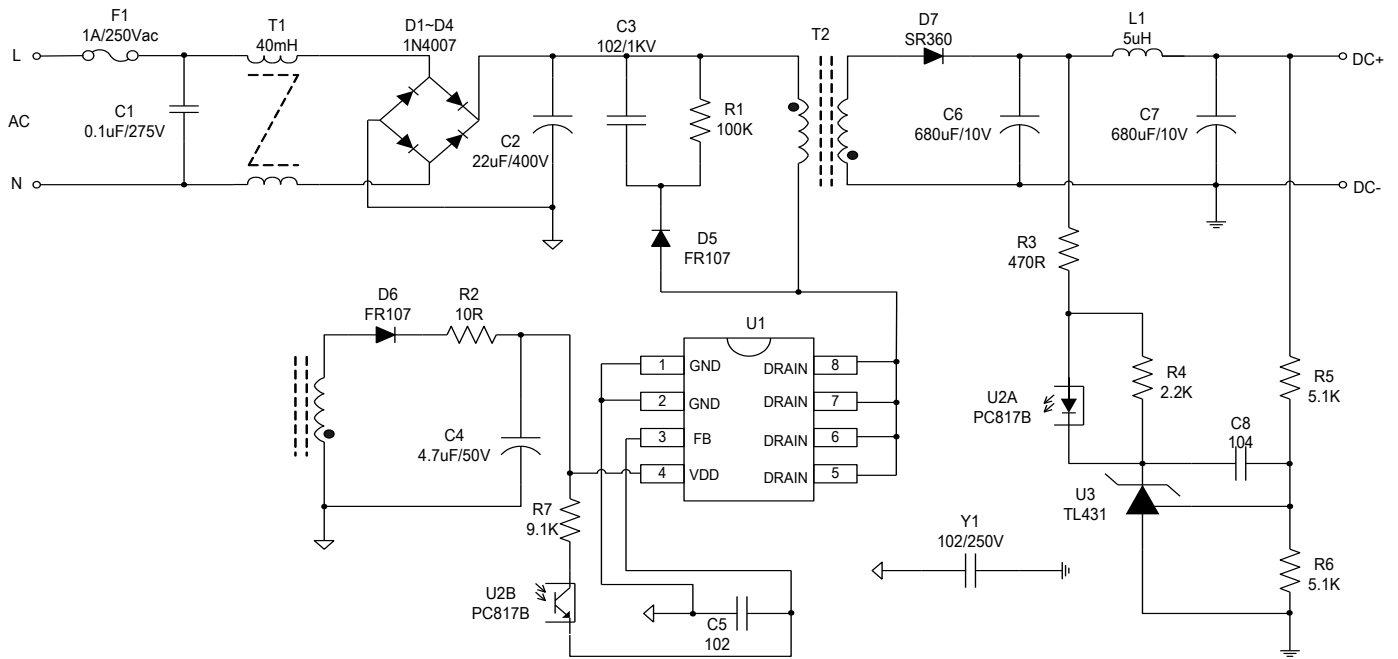 F1
1A/250Vac
T1
40mH
D1~D4
1N4007
C3
102/1KV
T2
D7
SR360
L1
5uH
L
DC+
AC
C1
0.1uF/275V
C2
22uF/400V
R1
100K
C6
680uF/10V
C7
680uF/10V
N
DC-
D5
FR107
R3
470R
D6
FR107
R2
10R
U1
1
GND
DRAIN
8
2
GND
DRAIN
7
3
FB
DRAIN
6
4
VDD
DRAIN
5
C4
4.7uF/50V
U2A
PC817B
R4
2.2K
R5
5.1K
C8
104
U3
TL431
R7
9.1K
Y1
102/250V
R6
5.1K
U2B
PC817B
C5
102